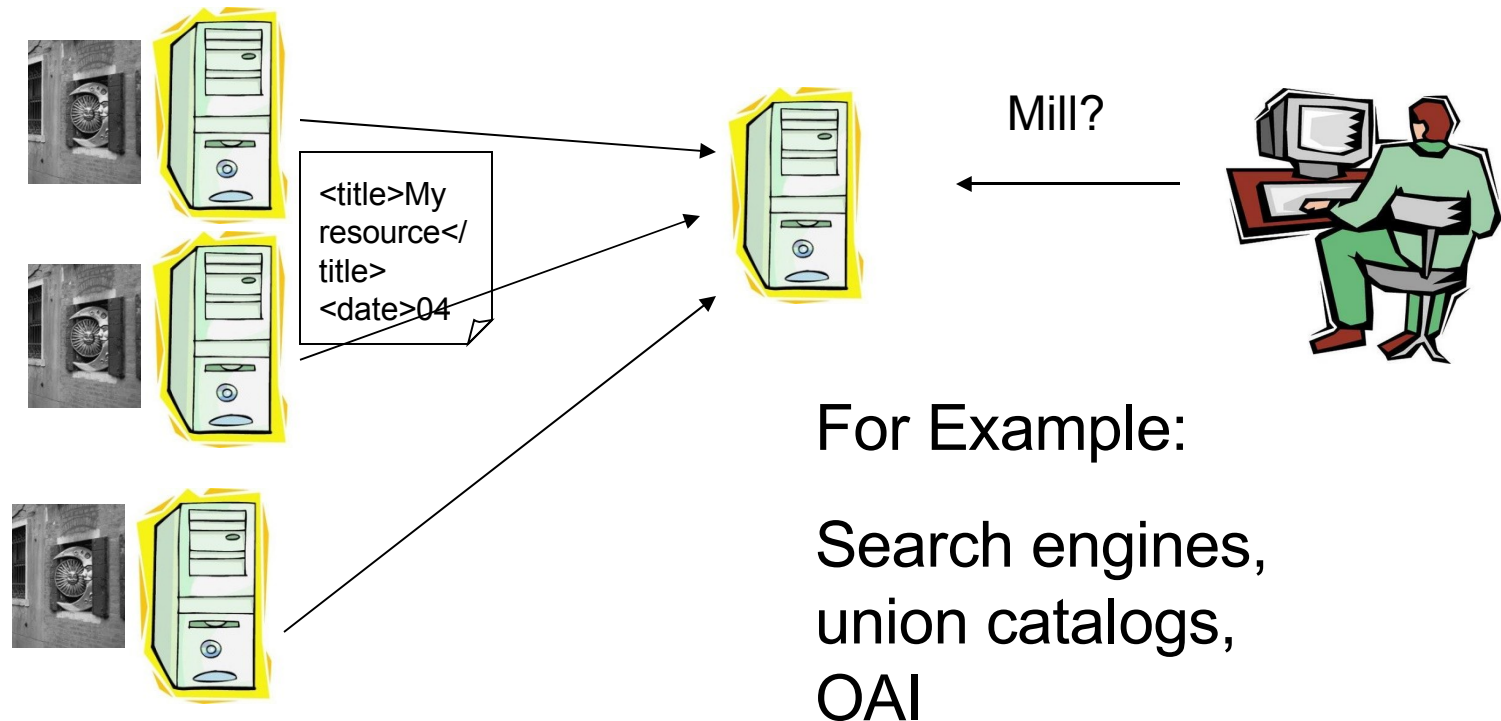 <title>My
resource</
title>
<date>04
Mill?
For Example:
Search engines,
union catalogs,
OAI